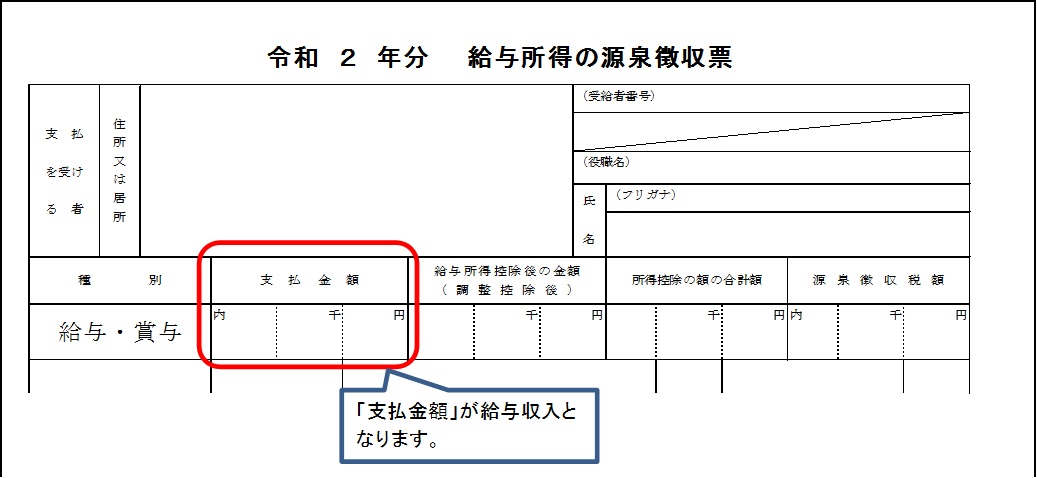 令和 2 年分 給与所得の源泉徴収票
支 払
を受け
る 者
住所又は居所
(受給者番号)
(役職名)
氏
名
(フリガナ)
種 別
支 払 金 額
給与所得控除後の金額
( 調 整 控 除 後 )
所得控除の額の合計額
源 泉 徴 収 税 額
給与・賞与
内 千 円
千 円
千 円
内 千 円
「支払金額」が給与収入と
なります。